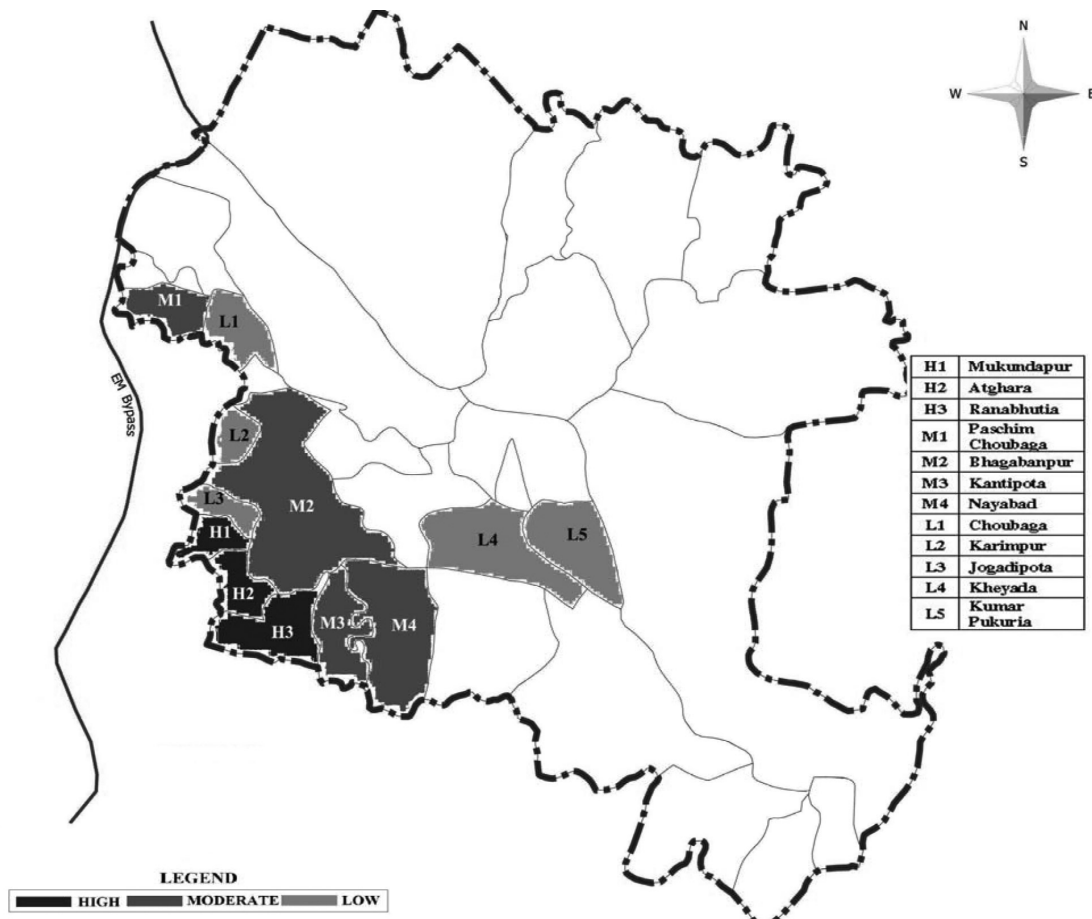 N
W E
S
EM Bypass
M1
L1
L2
M2
L3
H1
H2
H3
M3
M4
L4
L5
H1 Mukundapur
H2 Atghara
H3 Ranabhutia
M1 Paschim
Choubaga
M2 Bhagabanpur
M3 Kantipota
M4 Nayabad
L1 Choubaga
L2 Karimpur
L3 Jogadipota
L4 Kheyada
L5 Kumar
Pukuria
LEGEND
HIGH MODERATE LOW